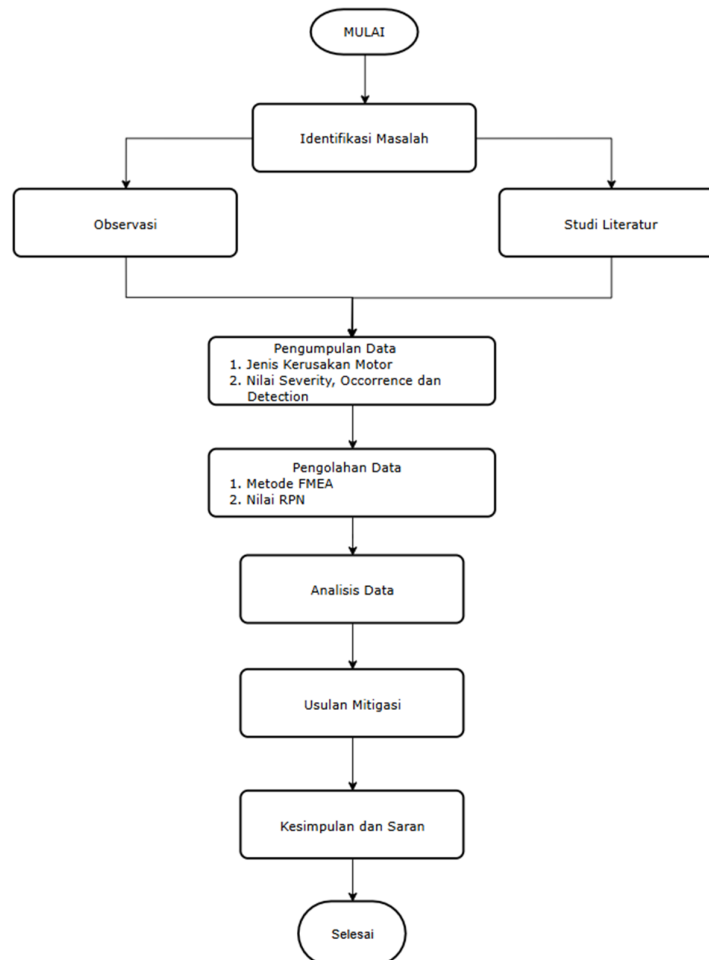 MULAI
Identifikasi Masalah
Observasi
Studi Literatur
Pengumpulan Data
1. Jenis Kerusakan Motor
2. Nilai Severity, Occorrence dan
Detection
Pengolahan Data
1. Metode FMEA
2. Nilai RPN
Analisis Data
Usulan Mitigasi
Kesimpulan dan Saran
Selesai